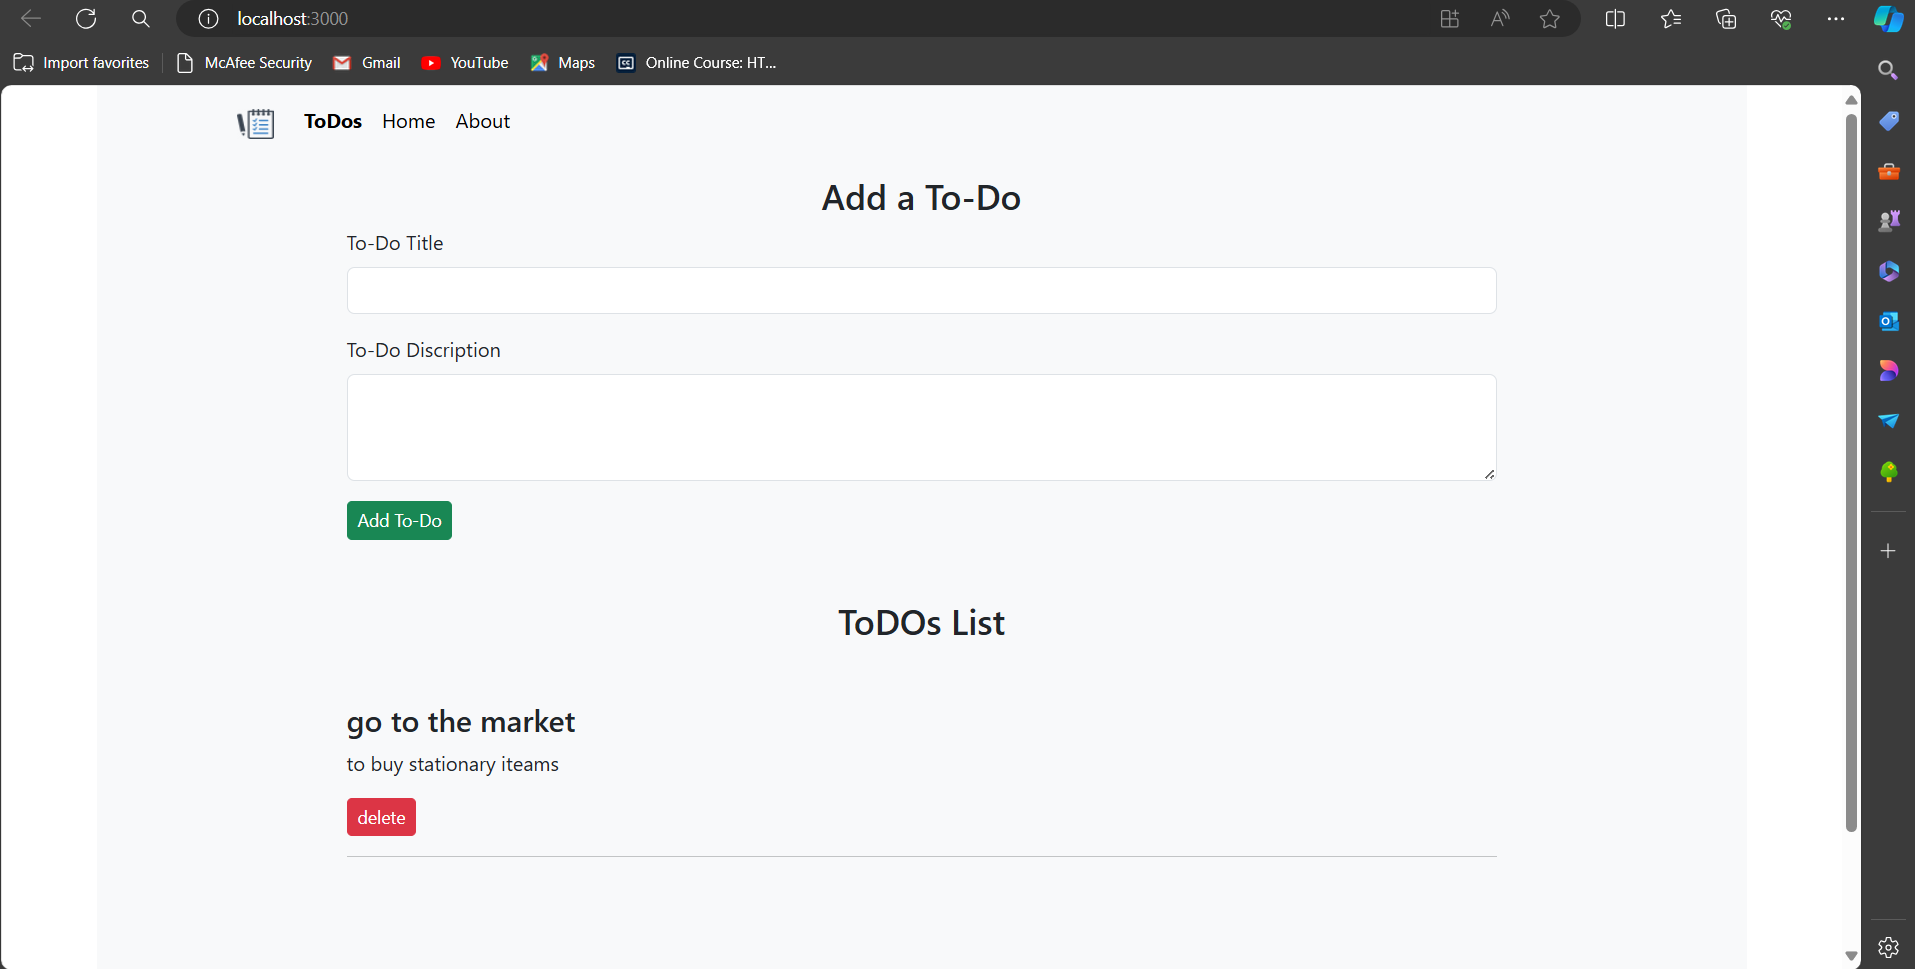 localhost:3000
Import favorites McAfee Security Gmail YouTube Maps Online Course: HT...
ToDos Home About
Add a To-Do
To-Do Title
To-Do Discription
Add To-Do
ToDOs List
go to the market
to buy stationary iteams
delete